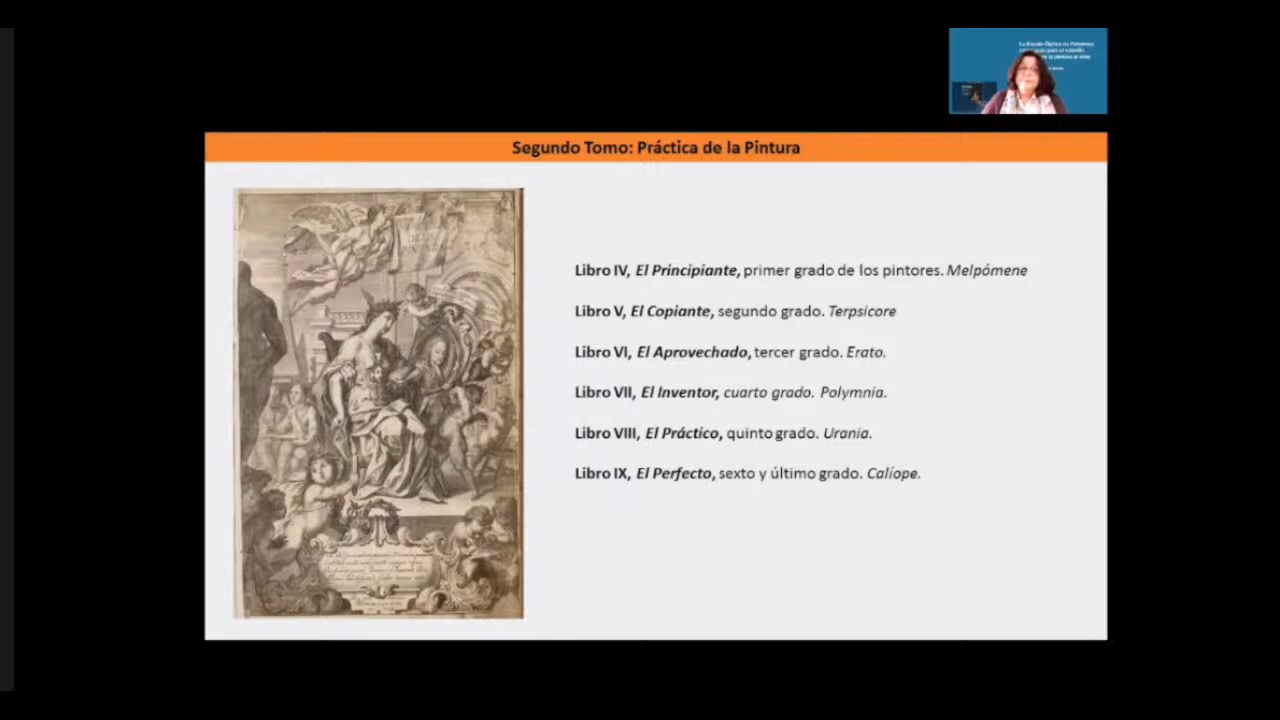 Segundo Tomo: Práctica de la Pintura
Libro IV, El Principiante, primer grado de los pintores. Melpómene
Libro V, El Copiante, segundo grado. Terpsicore
Libro VI, El Aprovechado, tercer grado. Erato.
Libro VII, El Inventor, cuarto grado. Polymnia.
Libro VIII, El Práctico, quinto grado. Urania.
Libro IX, El Perfecto, sexto y último grado. Calíope.